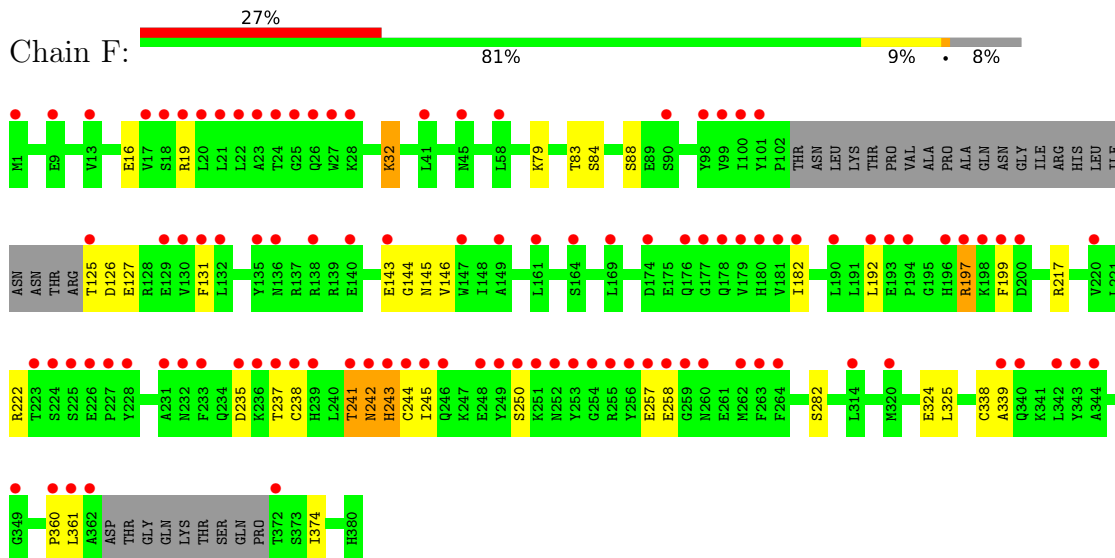 27%
Chain F:
81% 9% • 8%
M1 E9 V13 E16 V17 S18 R19 L20 L21 L22 A23 T24 G25 Q26 W27 K28 K32 L41 N45 L58 K79 T83 S84 S88 E89 S90 Y98 V99 I100 Y101 P102 THR ASN LEU LYS THR PRO VAL ALA PRO ALA GLN ASN GLY ILE ARG HIS LEU ILE
ASN ASN THR ARG T125 D126 E127 R128 E129 V130 F131 L132 Y135 N136 R137 R138 R139 E140 E143 G144 N145 V146 W147 I148 A149 L161 S164 L169 D174 E175 Q176 G177 Q178 V179 H180 V181 I182 L190 L191 L192 E193 P194 G195 H196 R197 K198 F199 D200 R217 V220 L221
R222 T223 S224 S225 E226 P227 Y228 A231 N232 F233 Q234 D235 K236 T237 C238 H239 L240 T241 N242 H243 C244 I245 Q246 K247 E248 Y249 S250 K251 N252 Y253 G254 R255 Y256 E257 E258 G259 N260 E261 M262 F263 F264 S282 L314 M320 E324 L325 C338 A339 Q340 K341 L342 Y343 A344
G349 P360 L361 A362 ASP THR GLY GLN LYS THR SER GLN PRO T372 S373 I374 H380